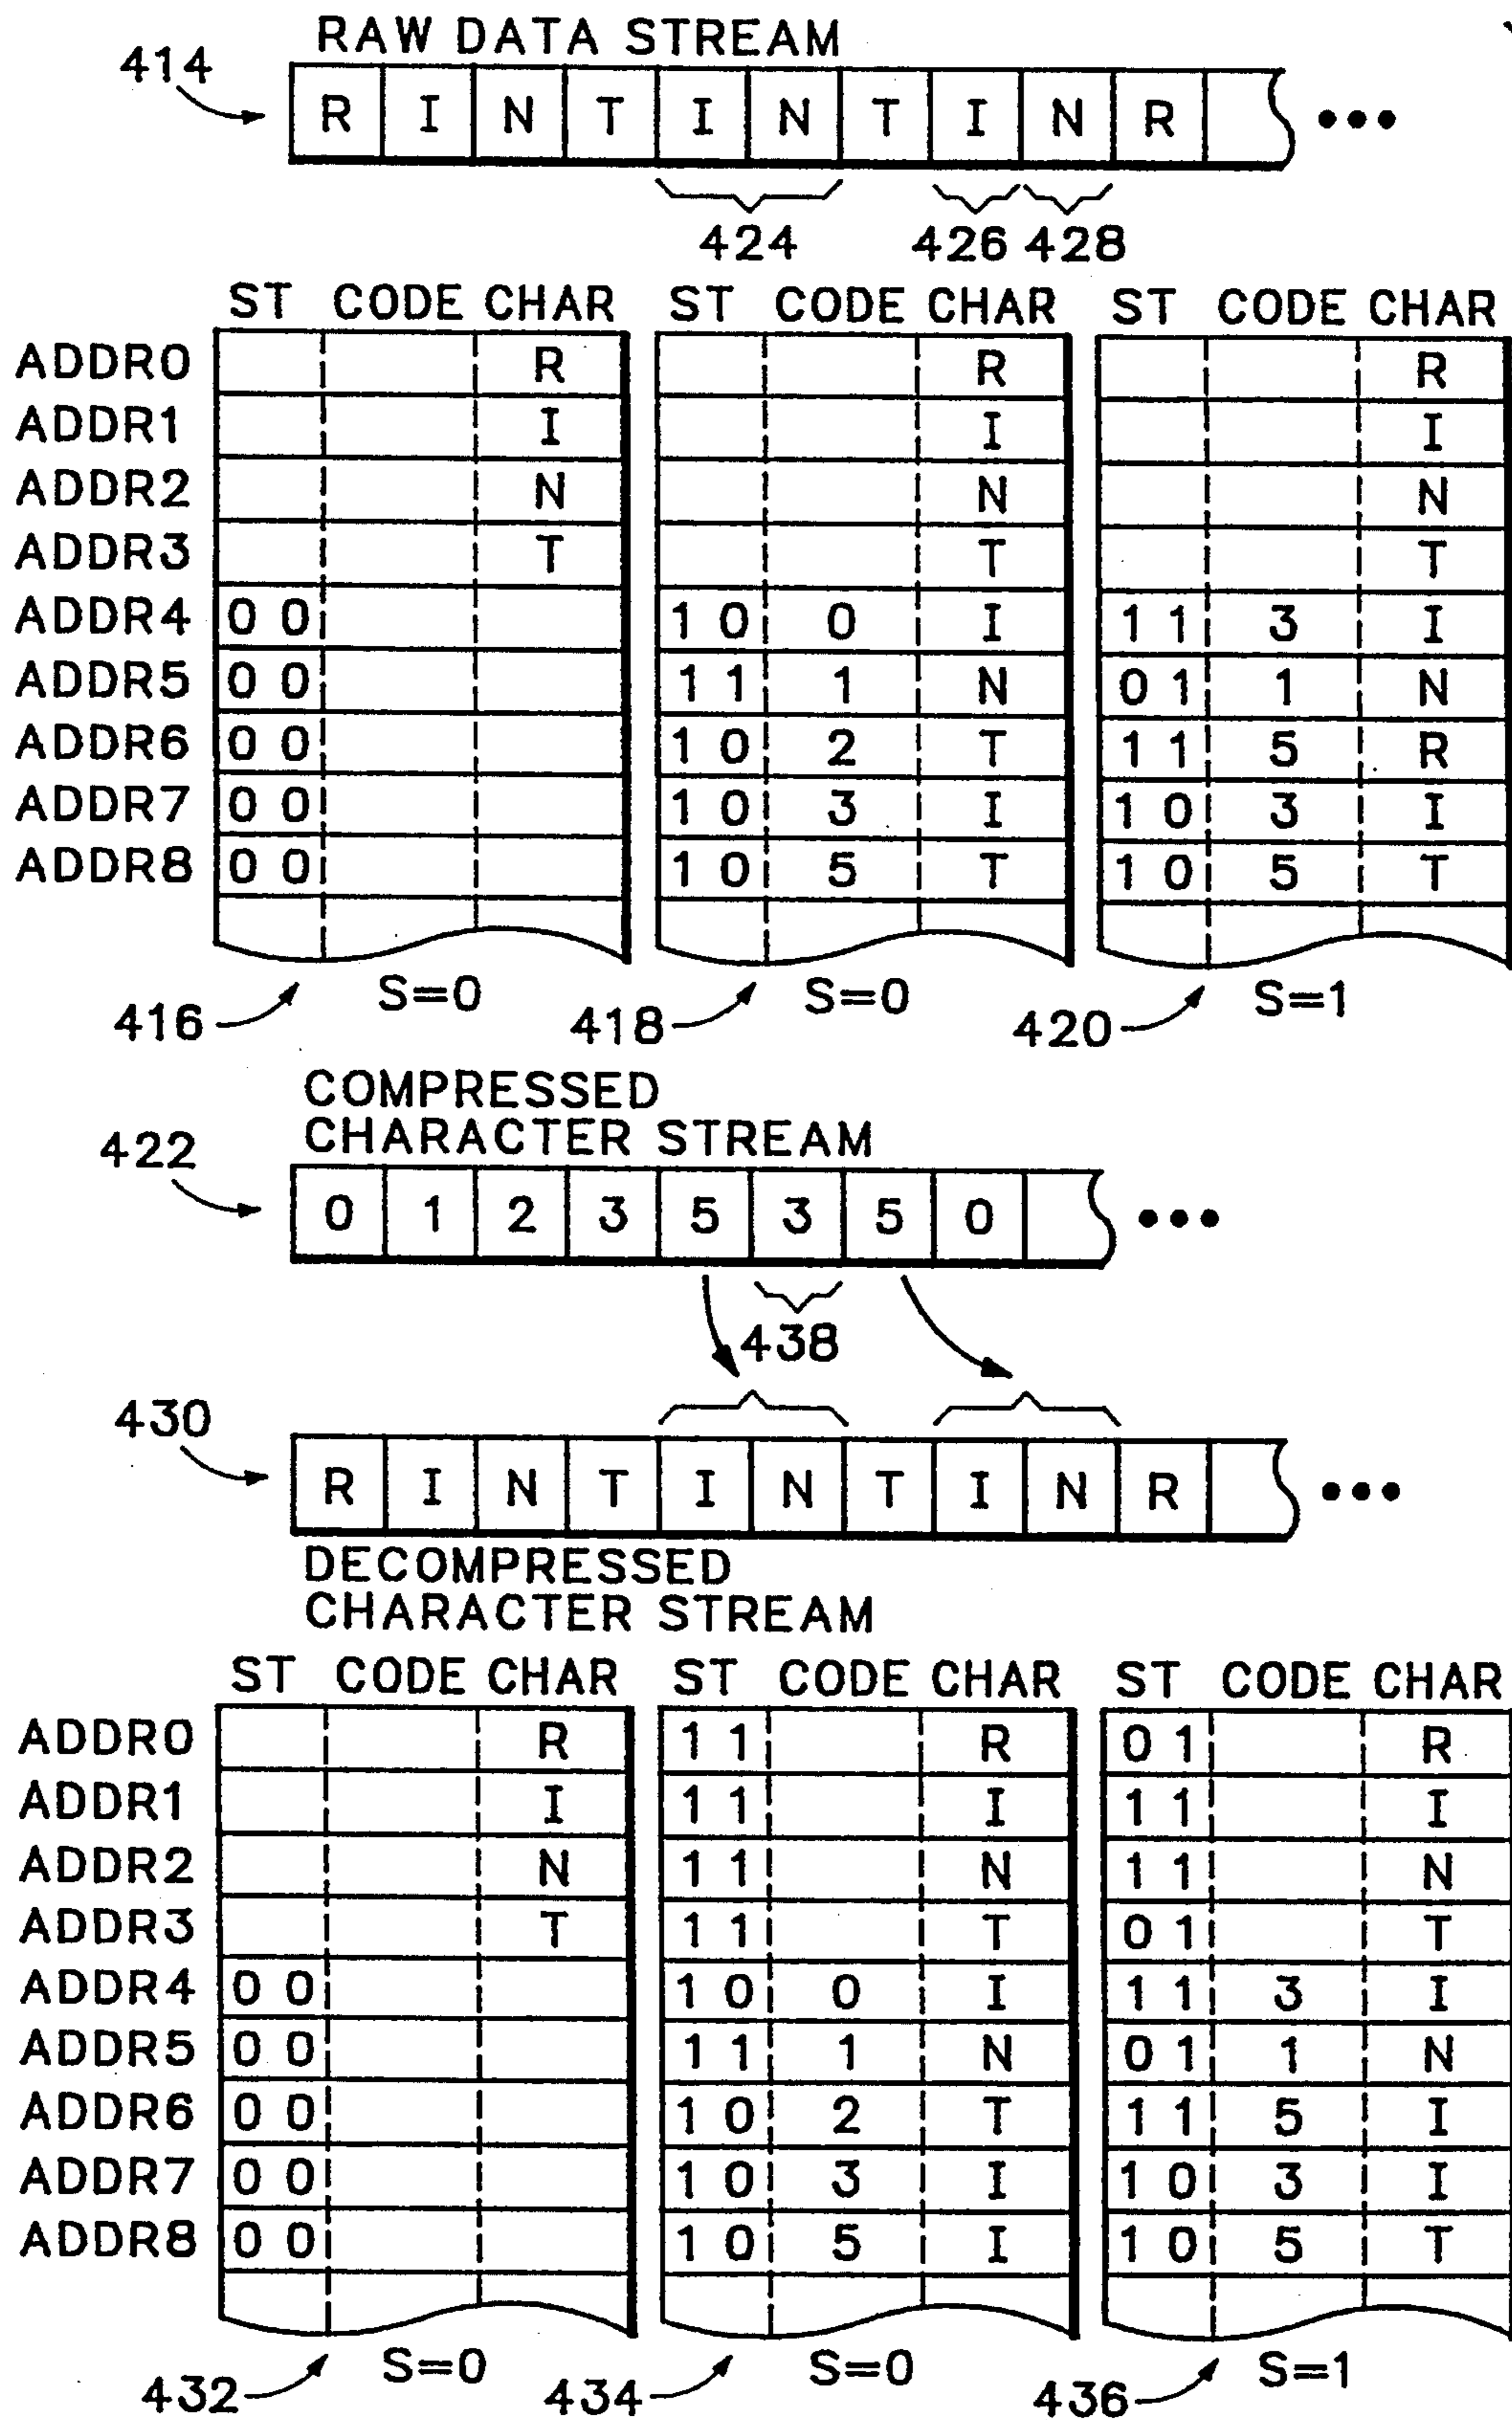 RAW DATA STREAM
414
R I N T I N T I N R •••
424 426 428
ST CODE CHAR ST CODE CHAR ST CODE CHAR
ADDR0 R R R
ADDR1 I I I
ADDR2 N N N
ADDR3 T T T
ADDR4 0 0 1 0 0 I 1 1 3 I
ADDR5 0 0 1 1 1 N 0 1 1 N
ADDR6 0 0 1 0 2 T 1 1 5 R
ADDR7 0 0 1 0 3 I 1 0 3 I
ADDR8 0 0 1 0 5 T 1 0 5 T
S=0 S=0 S=1
416 418 420
COMPRESSED
CHARACTER STREAM
422
0 1 2 3 5 3 5 0 •••
438
430
R I N T I N T I N R •••
DECOMPRESSED
CHARACTER STREAM
ST CODE CHAR ST CODE CHAR ST CODE CHAR
ADDR0 R 1 1 R 0 1 R
ADDR1 I 1 1 I 1 1 I
ADDR2 N 1 1 N 1 1 N
ADDR3 T 1 1 T 0 1 T
ADDR4 0 0 1 0 0 I 1 1 3 I
ADDR5 0 0 1 1 1 N 0 1 1 N
ADDR6 0 0 1 0 2 T 1 1 5 I
ADDR7 0 0 1 0 3 I 1 0 3 I
ADDR8 0 0 1 0 5 I 1 0 5 T
S=0 S=0 S=1
432 434 436